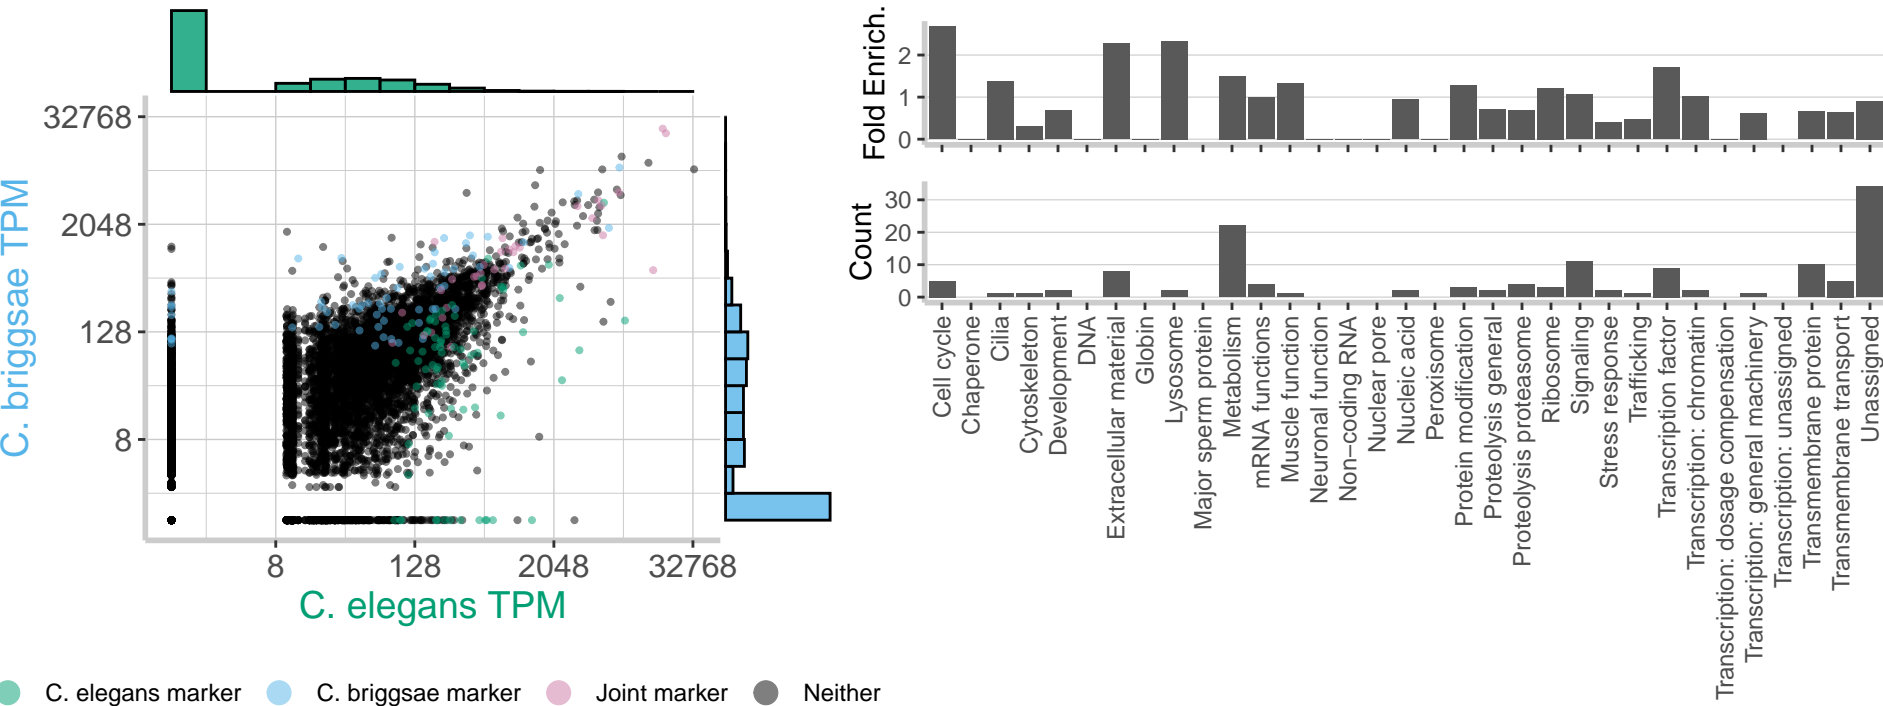 32768
2048
128
8
C. briggsae TPM
8
128
2048
32768
C. elegans TPM
C. elegans marker
C. briggsae marker
Joint marker
Neither
Fold Enrich.
2
1
0
Count
30
20
10
0
Cell cycle
Chaperone
Cilia
Cytoskeleton
Development
DNA
Extracellular material
Globin
Lysosome
Major sperm protein
Metabolism
mRNA functions
Muscle function
Neuronal function
Non−coding RNA
Nuclear pore
Nucleic acid
Peroxisome
Protein modification
Proteolysis general
Proteolysis proteasome
Ribosome
Signaling
Stress response
Trafficking
Transcription factor
Transcription: chromatin
Transcription: dosage compensation
Transcription: general machinery
Transcription: unassigned
Transmembrane protein
Transmembrane transport
Unassigned